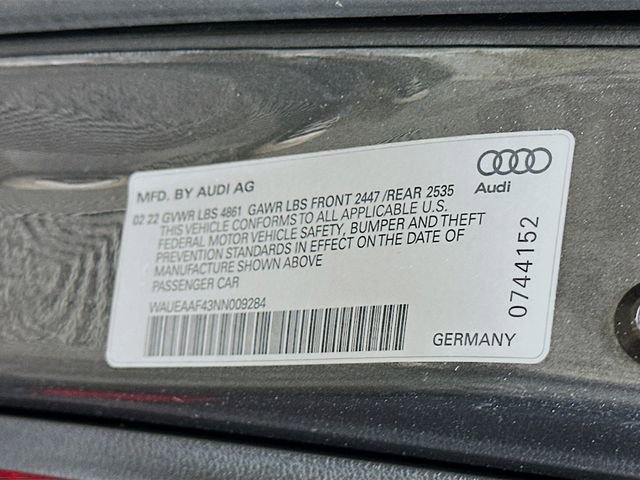 MFD. BY AUDI AG
02-22 GVWR LBS 4861 GAWR LBS FRONT 2447 /REAR 2535
THIS VEHICLE CONFORMS TO ALL APPLICABLE U.S.
FEDERAL MOTOR VEHICLE SAFETY, BUMPER AND THEFT
PREVENTION STANDARDS IN EFFECT ON THE DATE OF
MANUFACTURE SHOWN ABOVE
PASSENGER CAR
WAUEAAF43NN009284
Audi
0744152
GERMANY